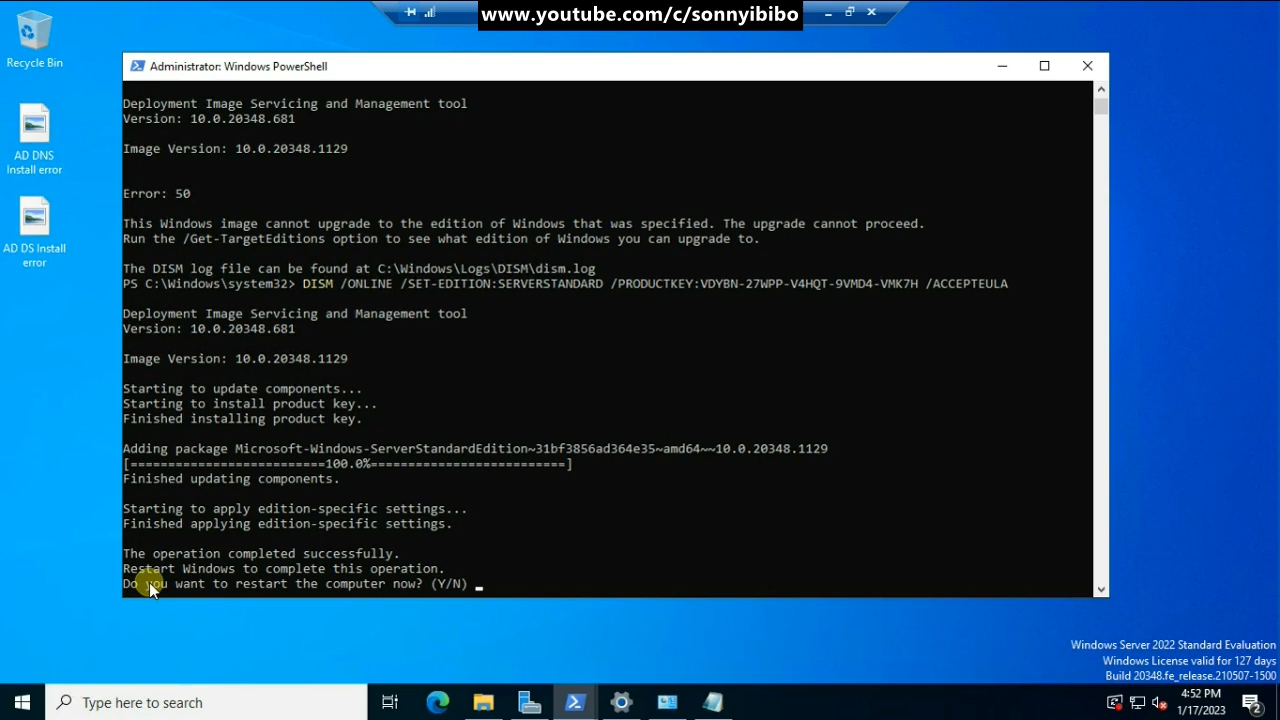 www.youtube.com/c/sonnyibibo
Recycle Bin
AD DNS
Install error
AD DS Install
error
Administrator: Windows PowerShell
Deployment Image Servicing and Management tool
Version: 10.0.20348.681
Image Version: 10.0.20348.1129
Error: 50
This Windows image cannot upgrade to the edition of Windows that was specified. The upgrade cannot proceed.
Run the /Get-TargetEditions option to see what edition of Windows you can upgrade to.
The DISM log file can be found at C:\Windows\Logs\DISM\dism.log
PS C:\Windows\system32> DISM /ONLINE /SET-EDITION:SERVERSTANDARD /PRODUCTKEY:VDYBN-27WPP-V4HQT-9VMD4-VMK7H /ACCEPTEULA
Deployment Image Servicing and Management tool
Version: 10.0.20348.681
Image Version: 10.0.20348.1129
Starting to update components...
Starting to install product key...
Finished installing product key.
Adding package Microsoft-Windows-ServerStandardEdition~31bf3856ad364e35~amd64~~10.0.20348.1129
[==========================100.0%==========================]
Finished updating components.
Starting to apply edition-specific settings...
Finished applying edition-specific settings.
The operation completed successfully.
Restart Windows to complete this operation.
Do you want to restart the computer now? (Y/N)
Windows Server 2022 Standard Evaluation
Windows License valid for 127 days
Build 20348.fe_release.210507-1500
Type here to search
4:52 PM
1/17/2023
2